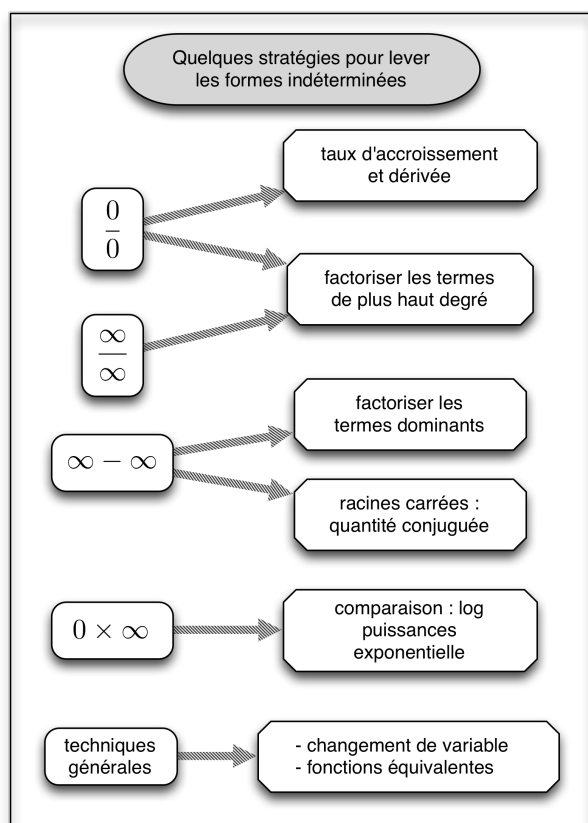 Quelques stratégies pour lever
les formes indéterminées
taux d'accroissement
et dérivée
0
0
factoriser les termes
de plus haut degré
∞
∞
factoriser les
termes dominants
∞ − ∞
racines carrées :
quantité conjuguée
0 × ∞
comparaison : log
puissances
exponentielle
techniques
générales
- changement de variable
- fonctions équivalentes